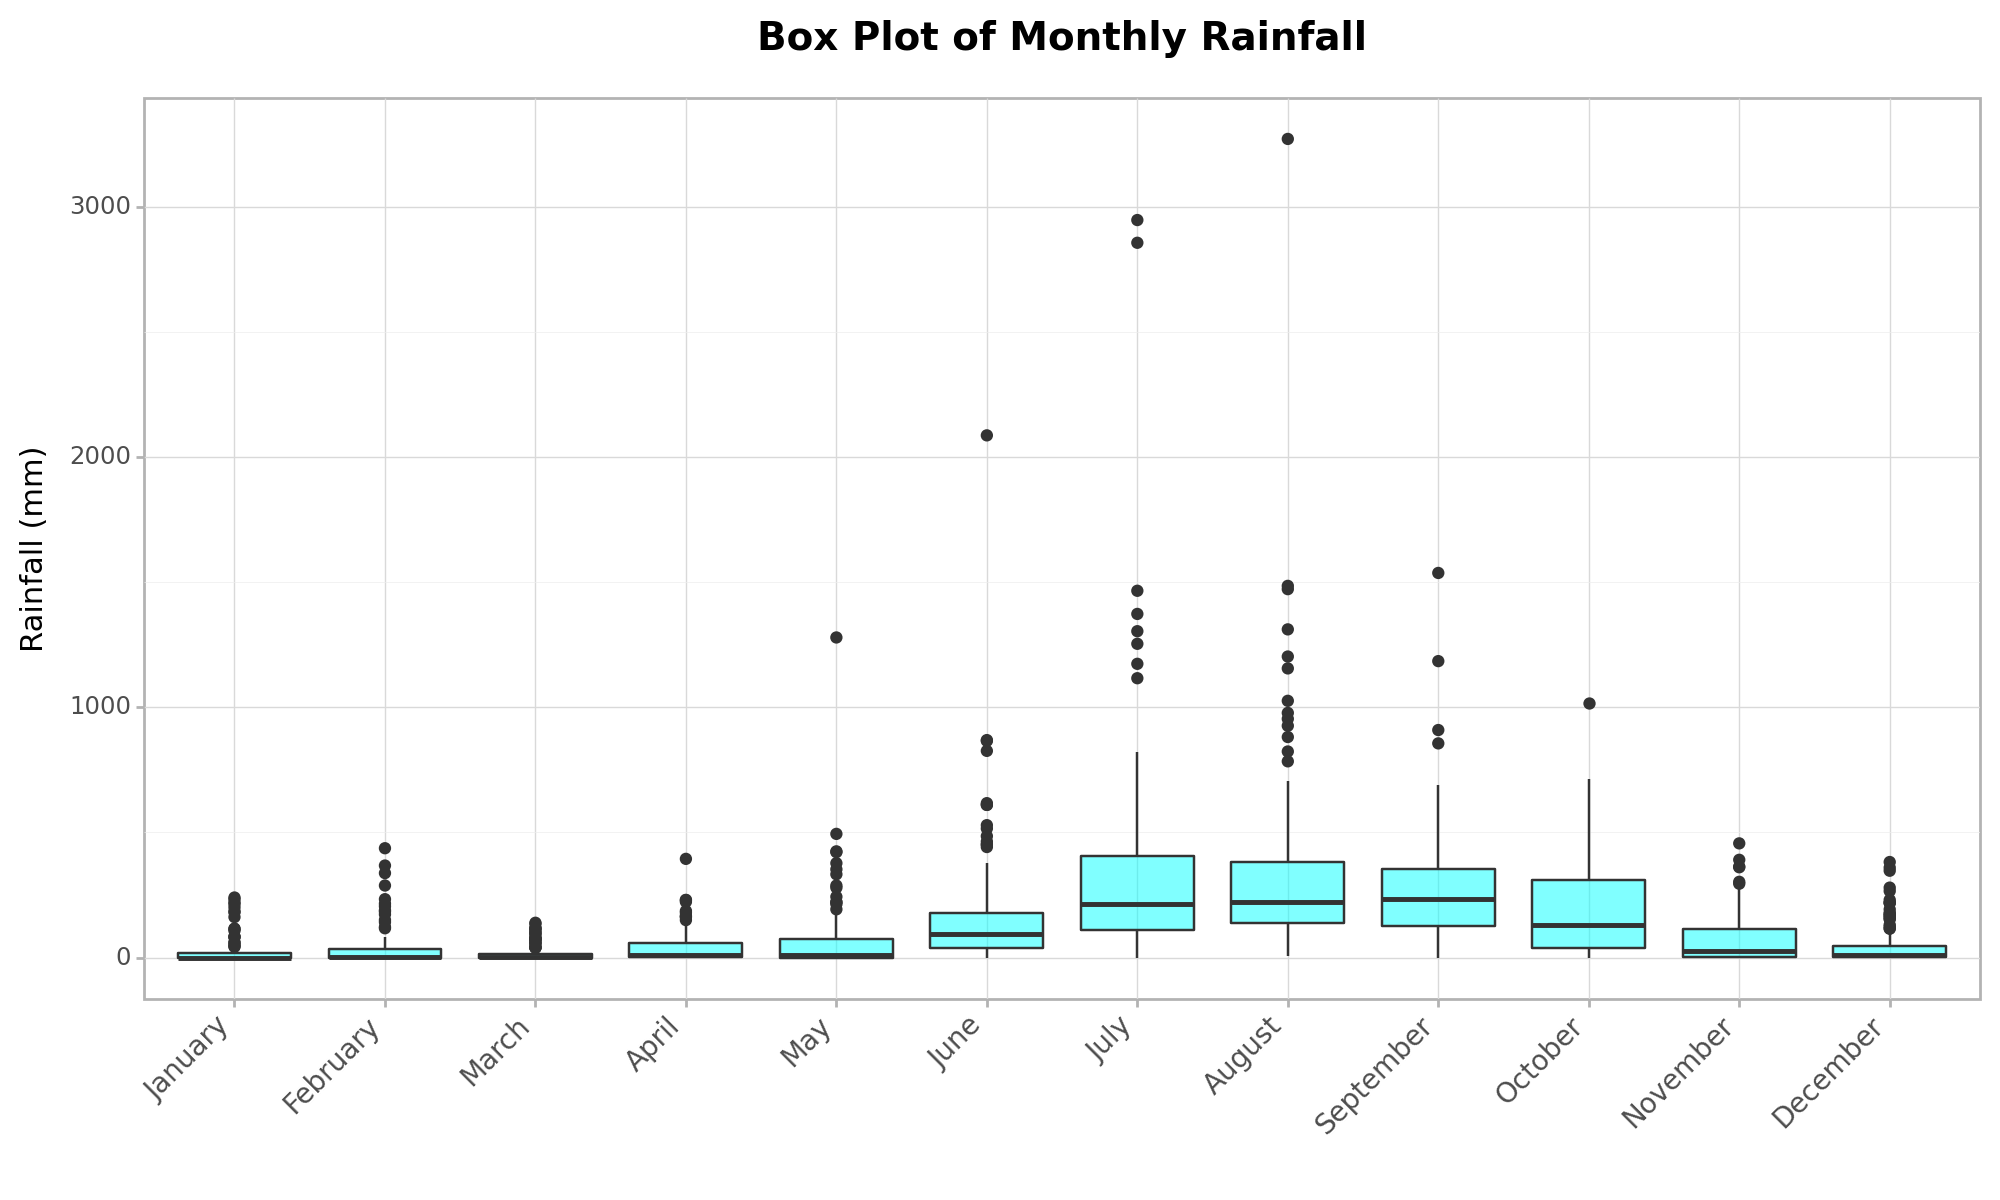 Box Plot of Monthly Rainfall
Rainfall (mm)
3000
2000
1000
0
January
February
March
April
May
June
July
August
September
October
November
December